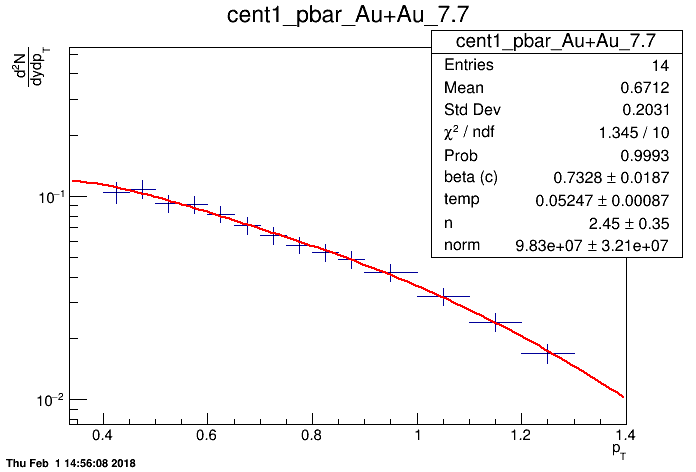 cent1_pbar_Au+Au_7.7
d²N
dydp_T
cent1_pbar_Au+Au_7.7
Entries 14
Mean 0.6712
Std Dev 0.2031
χ² / ndf 1.345 / 10
Prob 0.9993
beta (c) 0.7328 ± 0.0187
temp 0.05247 ± 0.00087
n 2.45 ± 0.35
norm 9.83e+07 ± 3.21e+07
10⁻¹
10⁻²
0.4 0.6 0.8 1 1.2 1.4
p_T
Thu Feb 1 14:56:08 2018